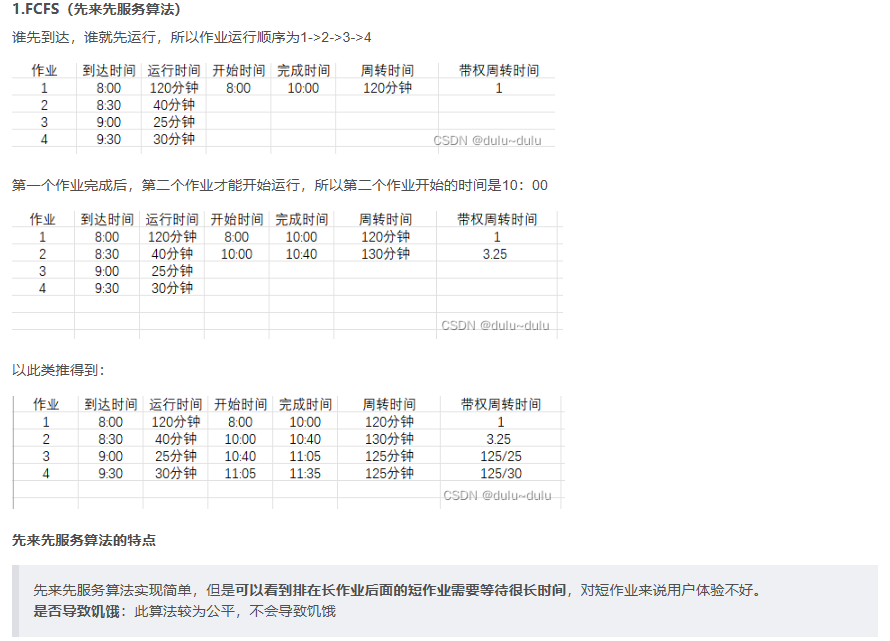 1.FCFS（先来先服务算法）
谁先到达，谁就先运行，所以作业运行顺序为1->2->3->4
作业 到达时间 运行时间 开始时间 完成时间 周转时间 带权周转时间
1 8:00 120分钟 8:00 10:00 120分钟 1
2 8:30 40分钟
3 9:00 25分钟
4 9:30 30分钟
CSDN @dulu~dulu
第一个作业完成后，第二个作业才能开始运行，所以第二个作业开始的时间是10：00
作业 到达时间 运行时间 开始时间 完成时间 周转时间 带权周转时间
1 8:00 120分钟 8:00 10:00 120分钟 1
2 8:30 40分钟 10:00 10:40 130分钟 3.25
3 9:00 25分钟
4 9:30 30分钟
CSDN @dulu~dulu
以此类推得到：
作业 到达时间 运行时间 开始时间 完成时间 周转时间 带权周转时间
1 8:00 120分钟 8:00 10:00 120分钟 1
2 8:30 40分钟 10:00 10:40 130分钟 3.25
3 9:00 25分钟 10:40 11:05 125分钟 125/25
4 9:30 30分钟 11:05 11:35 125分钟 125/30
CSDN @dulu~dulu
先来先服务算法的特点
先来先服务算法实现简单，但是可以看到排在长作业后面的短作业需要等待很长时间，对短作业来说用户体验不好。
是否导致饥饿：此算法较为公平，不会导致饥饿